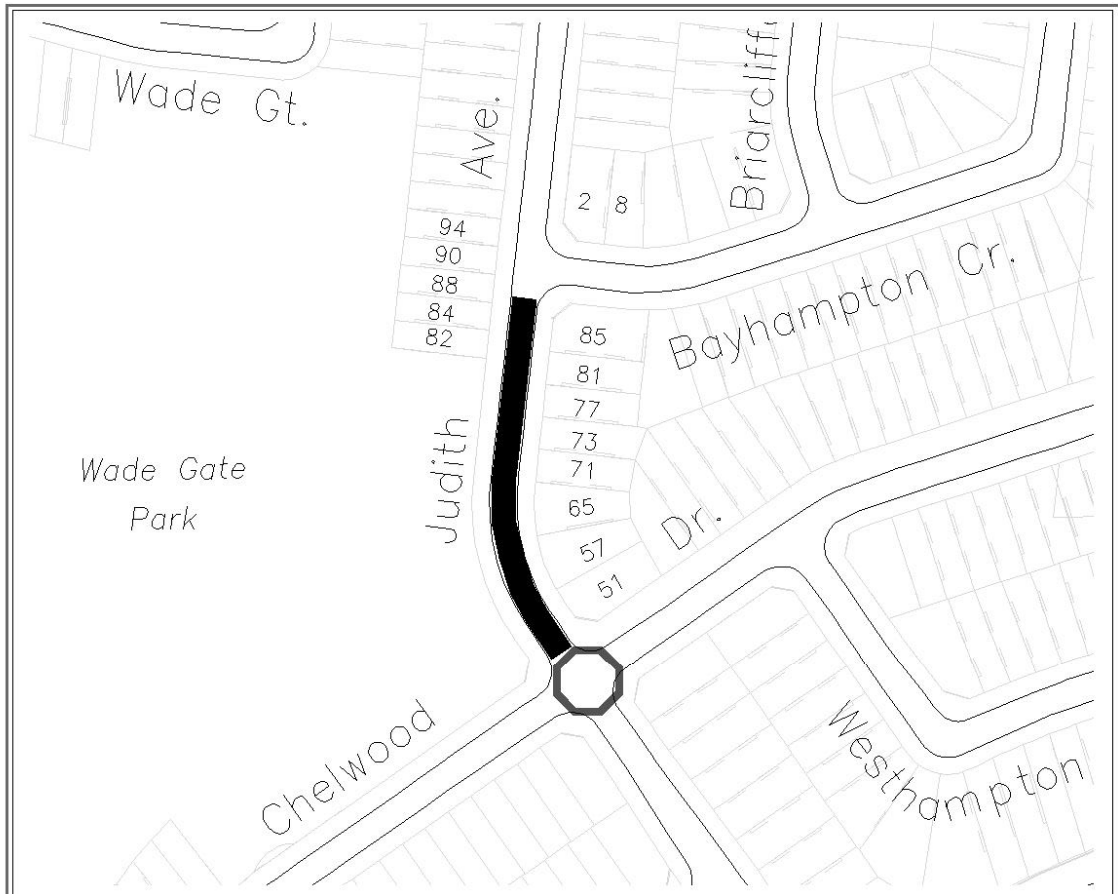 Wade Gt.
Ave.
Briarcliffe
2 8
94
90
88
84
82
Bayhampton Cr.
85
81
77
73
71
65
57
51
Judith
Wade Gate
Park
Dr.
Chelwood
Westhampton